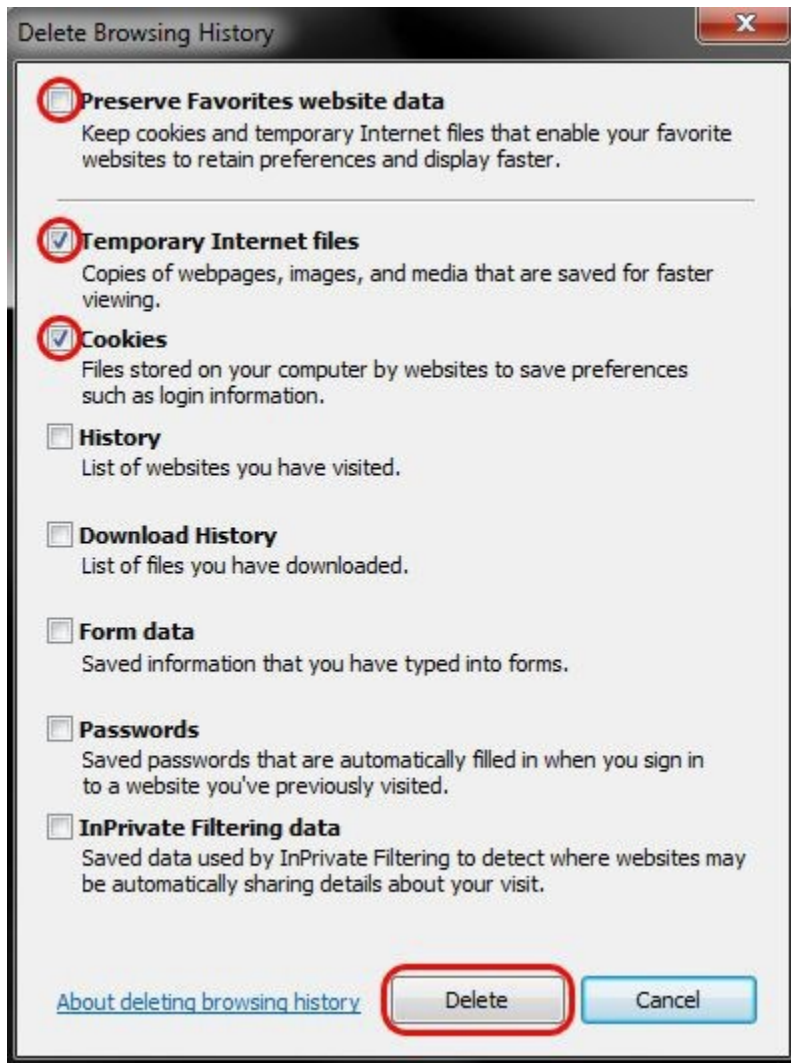 Delete Browsing History
Preserve Favorites website data
Keep cookies and temporary Internet files that enable your favorite
websites to retain preferences and display faster.
Temporary Internet files
Copies of webpages, images, and media that are saved for faster
viewing.
Cookies
Files stored on your computer by websites to save preferences
such as login information.
History
List of websites you have visited.
Download History
List of files you have downloaded.
Form data
Saved information that you have typed into forms.
Passwords
Saved passwords that are automatically filled in when you sign in
to a website you've previously visited.
InPrivate Filtering data
Saved data used by InPrivate Filtering to detect where websites may
be automatically sharing details about your visit.
About deleting browsing history Delete Cancel